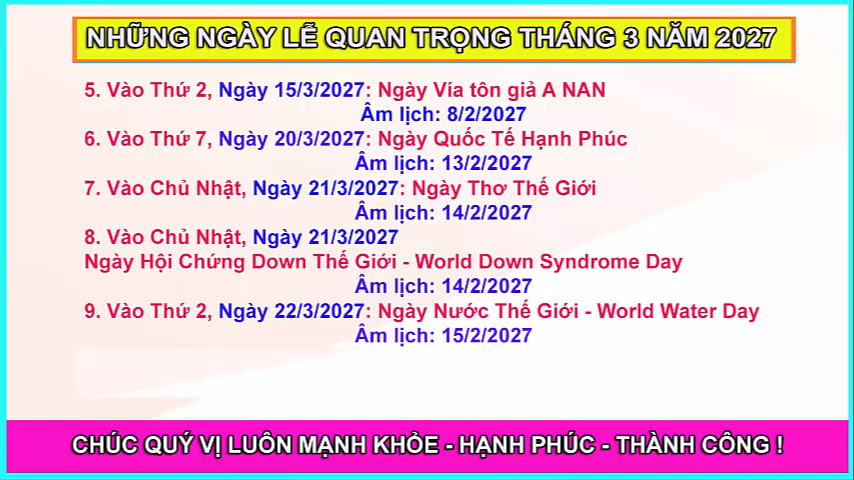 NHỮNG NGÀY LỄ QUAN TRỌNG THÁNG 3 NĂM 2027
5. Vào Thứ 2, Ngày 15/3/2027: Ngày Vía tôn giả A NAN
Âm lịch: 8/2/2027
6. Vào Thứ 7, Ngày 20/3/2027: Ngày Quốc Tế Hạnh Phúc
Âm lịch: 13/2/2027
7. Vào Chủ Nhật, Ngày 21/3/2027: Ngày Thơ Thế Giới
Âm lịch: 14/2/2027
8. Vào Chủ Nhật, Ngày 21/3/2027
Ngày Hội Chứng Down Thế Giới - World Down Syndrome Day
Âm lịch: 14/2/2027
9. Vào Thứ 2, Ngày 22/3/2027: Ngày Nước Thế Giới - World Water Day
Âm lịch: 15/2/2027
CHÚC QUÝ VỊ LUÔN MẠNH KHỎE - HẠNH PHÚC - THÀNH CÔNG !